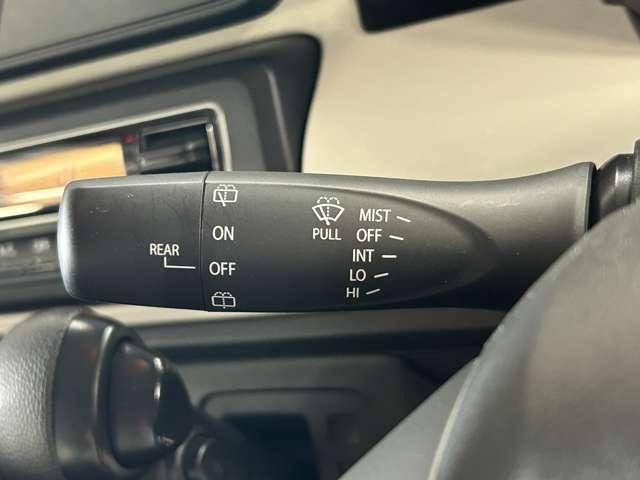 REAR
ON
OFF
PULL
MIST
OFF
INT
LO
HI